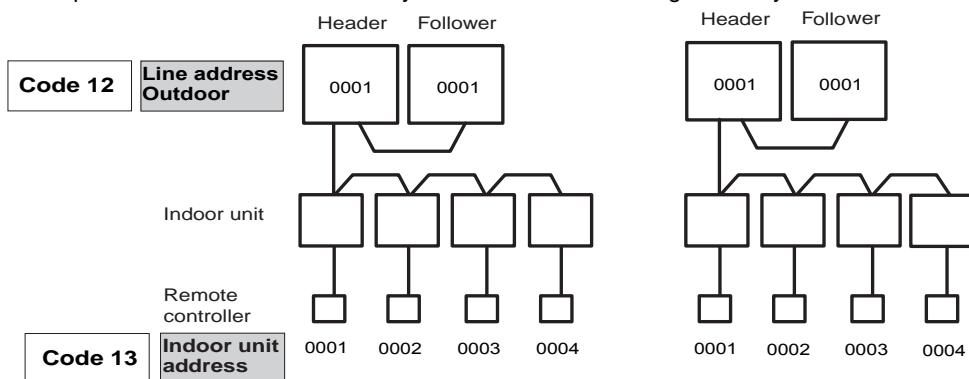 Header Follower Header Follower
Code 12 Line address Outdoor 0001 0001 0001 0001
Indoor unit
Remote
controller
Code 13 Indoor unit address 0001 0002 0003 0004 0001 0002 0003 0004